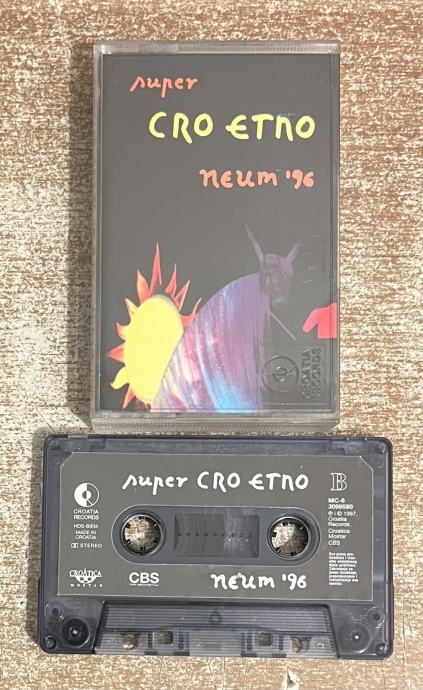 super
CRO ETNO
NEUM '96
CROATIA
RECORDS
super CRO ETNO
B
CROATIA
RECORDS
HDS-BIEM
MADE IN
CROATIA
STEREO
MC-6
3099590
℗ I © 1997.
Croatia
Records
Croatica
Mostar
CBS
CROATICA
MOSTAR
CBS
NEUM '96